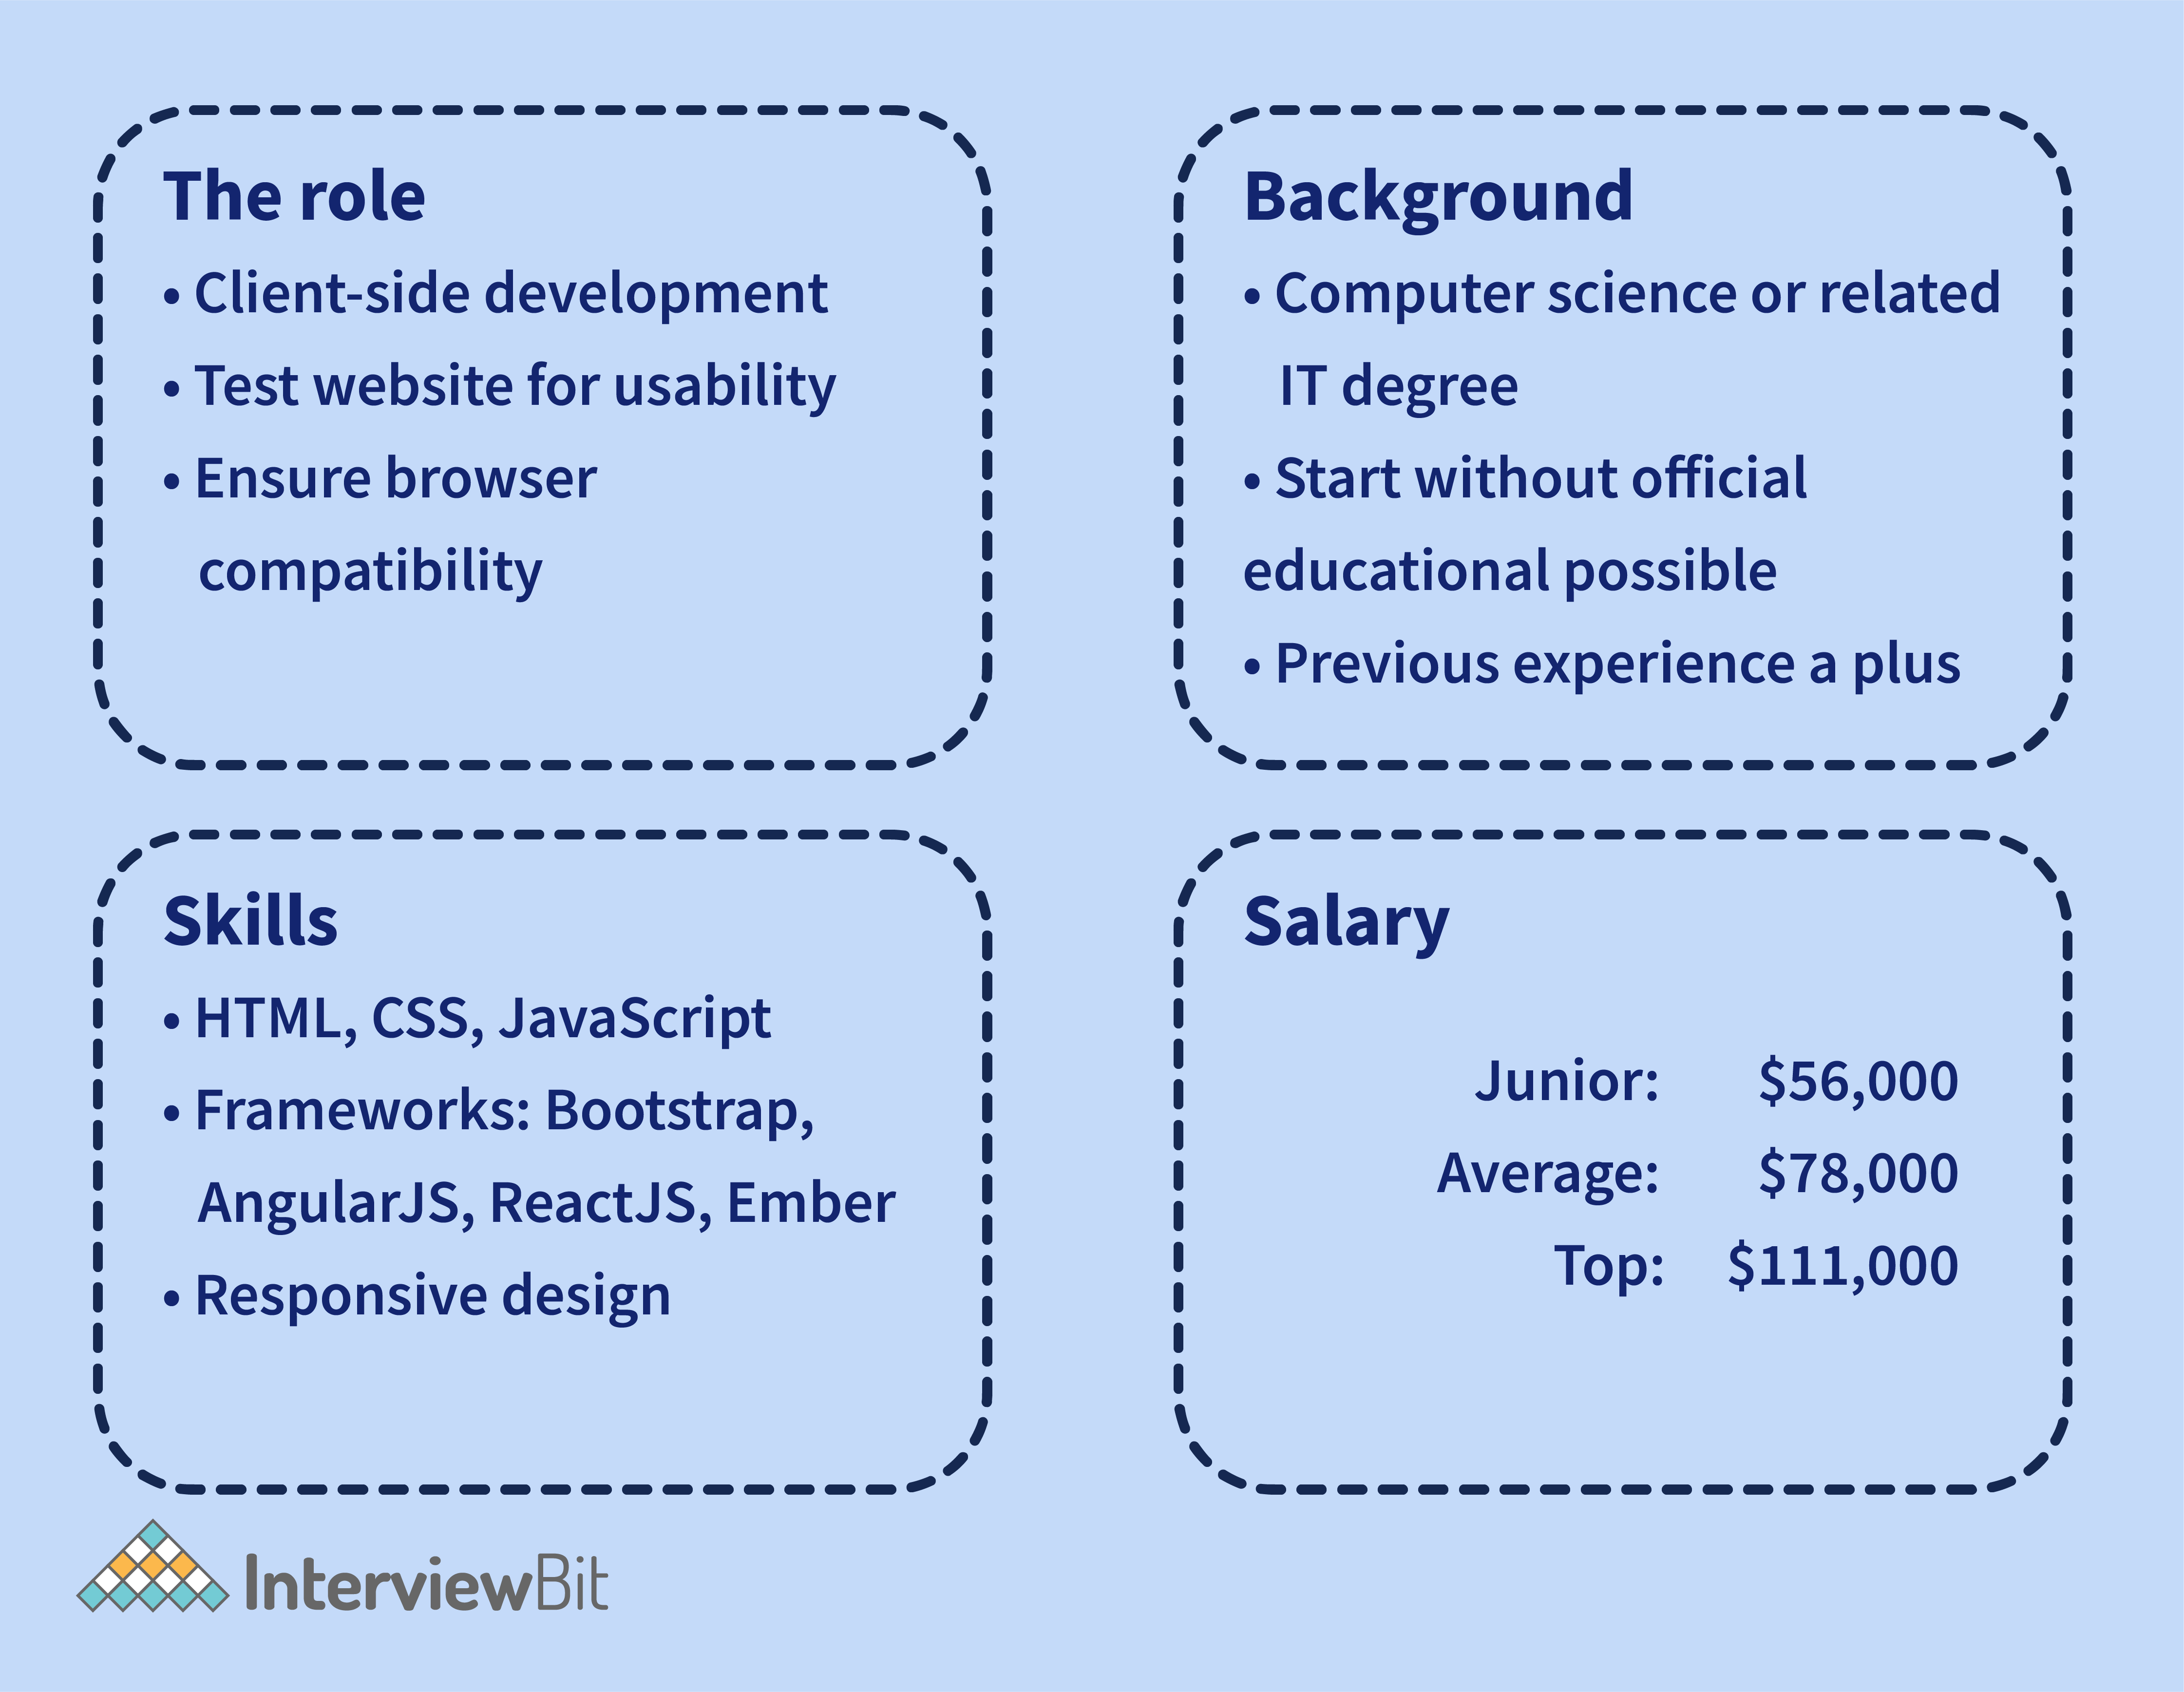 The role
• Client-side development
• Test website for usability
• Ensure browser
compatibility
Background
• Computer science or related
IT degree
• Start without official
educational possible
• Previous experience a plus
Skills
• HTML, CSS, JavaScript
• Frameworks: Bootstrap,
AngularJS, ReactJS, Ember
• Responsive design
Salary
Junior: $56,000
Average: $78,000
Top: $111,000
InterviewBit